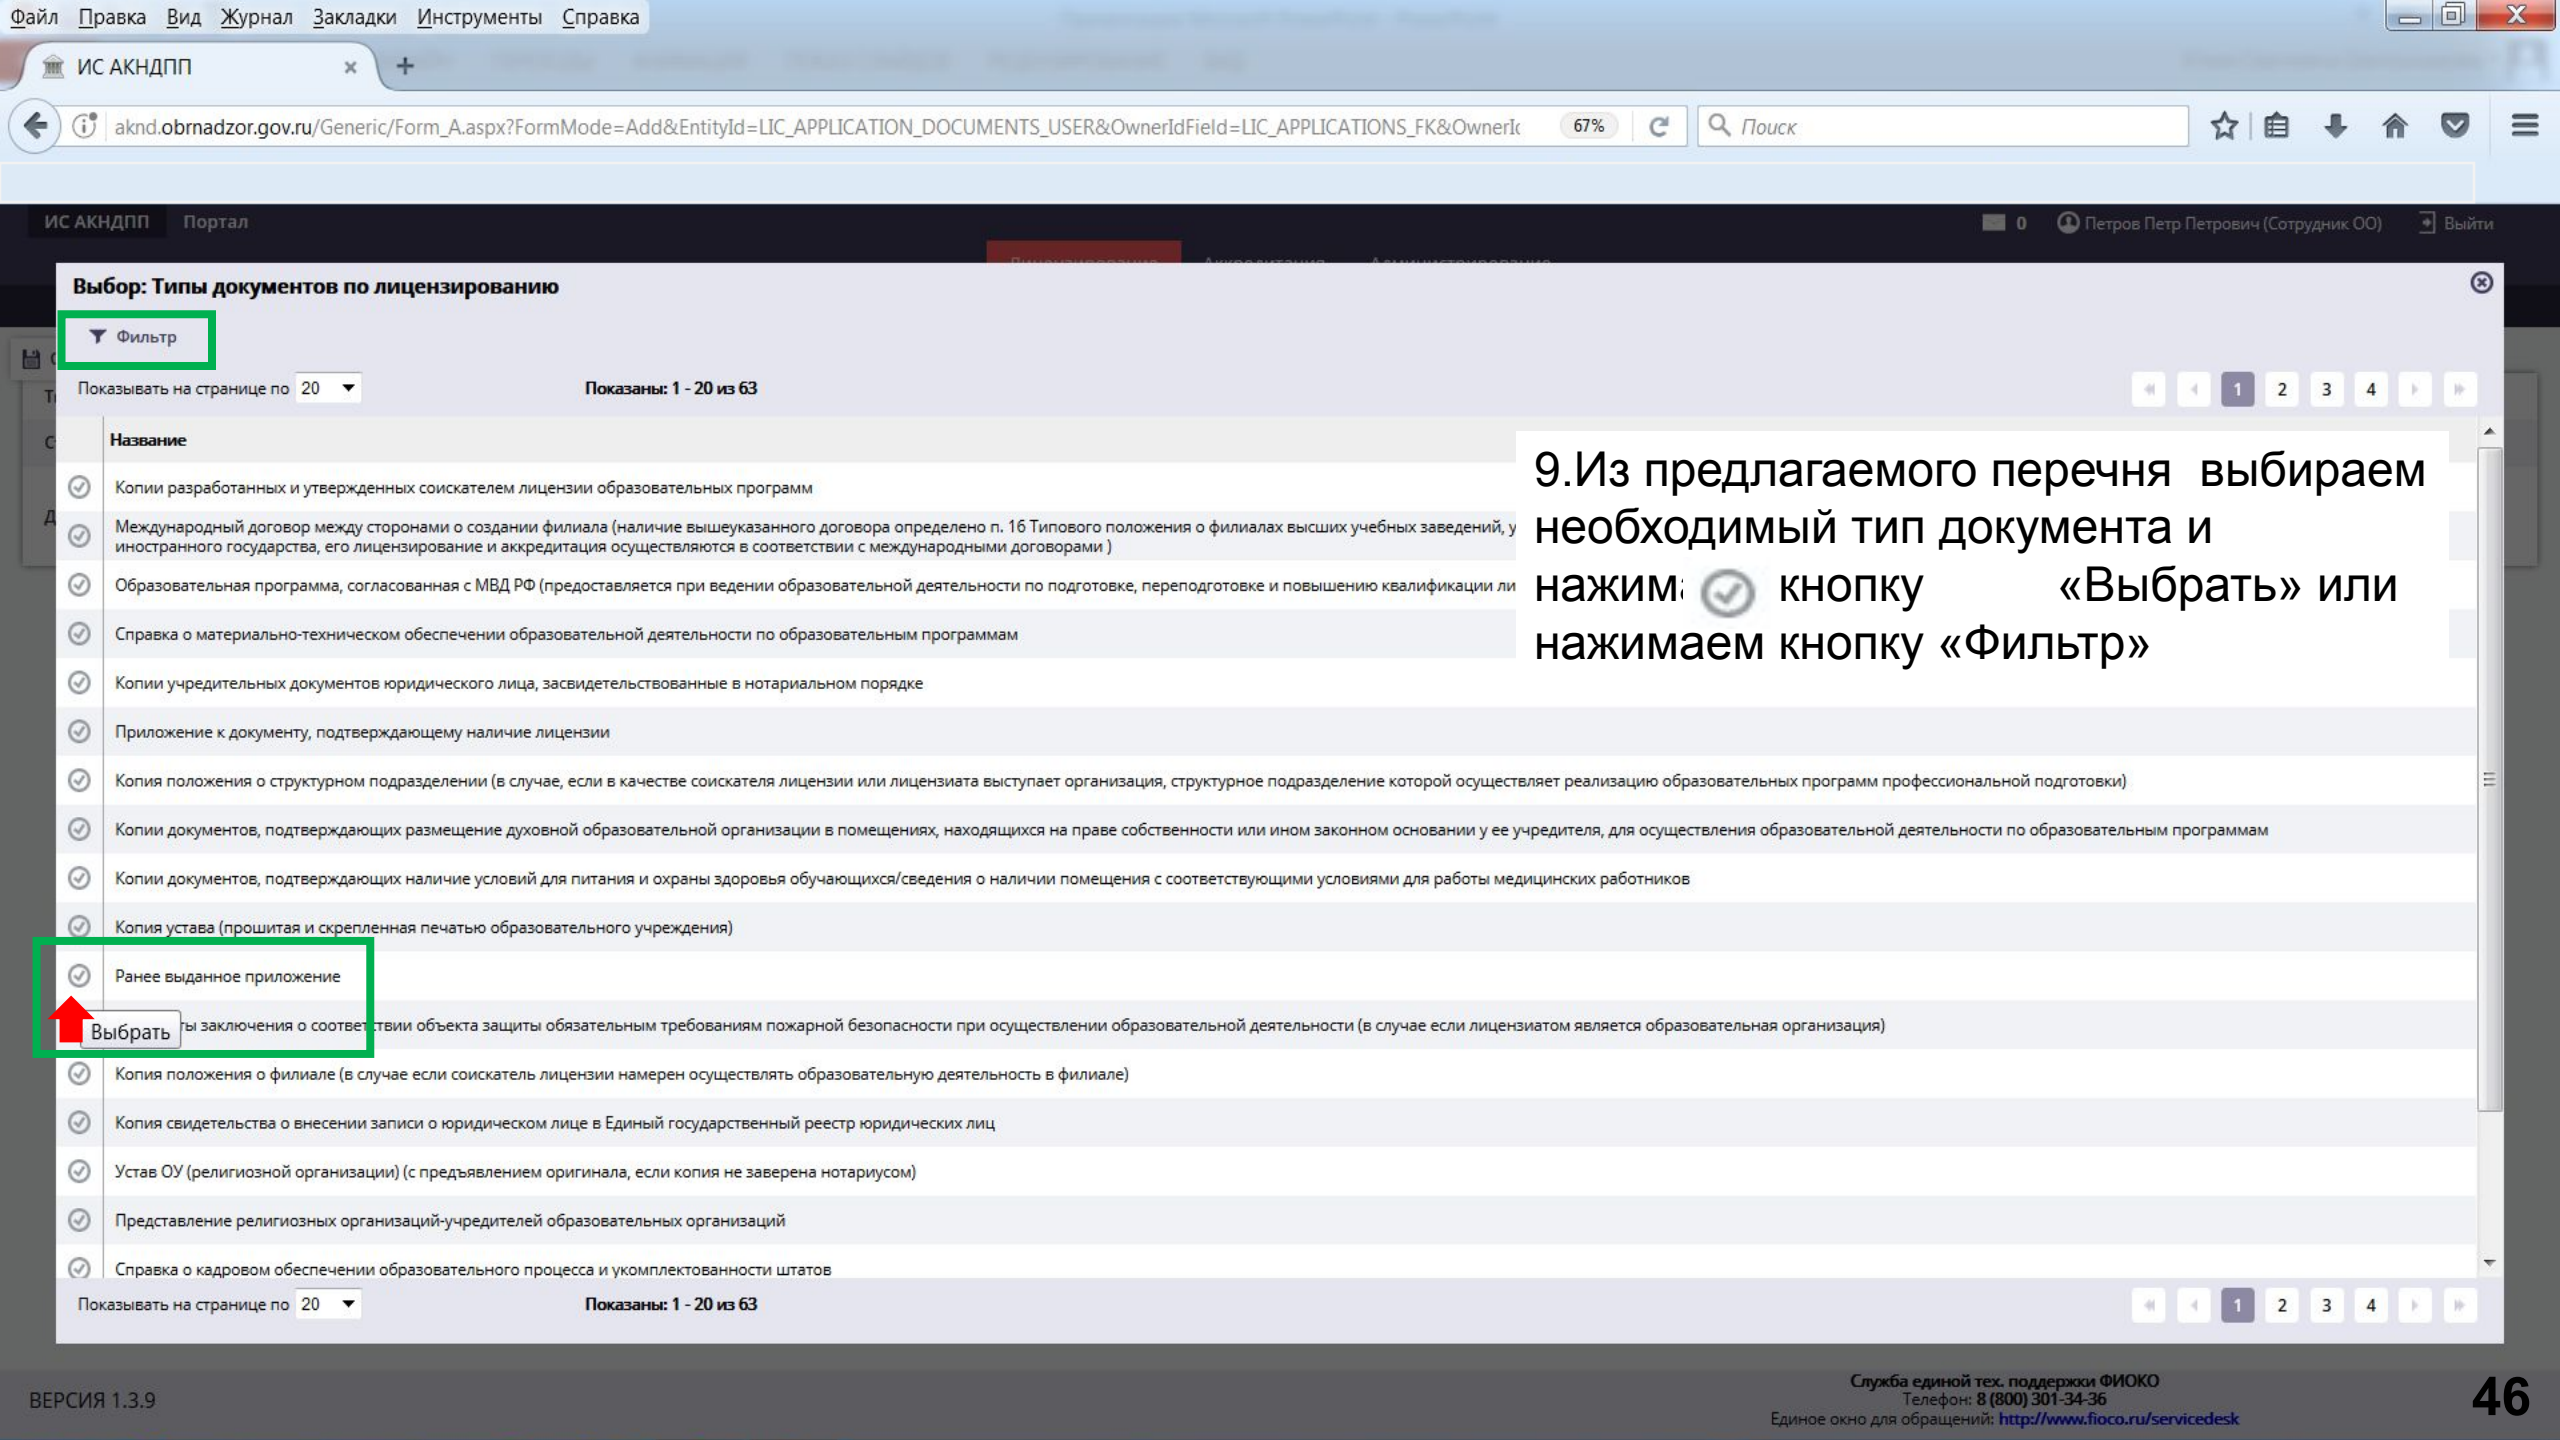 Файл Правка Вид Журнал Закладки Инструменты Справка
ИС АКНДПП
aknd.obrnadzor.gov.ru/Generic/Form_A.aspx?FormMode=Add&EntityId=LIC_APPLICATION_DOCUMENTS_USER&OwnerIdField=LIC_APPLICATIONS_FK&OwnerIc 67% Поиск
ИС АКНДПП Портал 0 Петров Петр Петрович (Сотрудник ОО) Выйти
Лицензирование Аккредитация Администрирование
Выбор: Типы документов по лицензированию
Фильтр
Показывать на странице по 20 Показаны: 1 - 20 из 63 1 2 3 4
Название
Копии разработанных и утвержденных соискателем лицензии образовательных программ
Международный договор между сторонами о создании филиала (наличие вышеуказанного договора определено п. 16 Типового положения о филиалах высших учебных заведений, у
иностранного государства, его лицензирование и аккредитация осуществляются в соответствии с международными договорами )
Образовательная программа, согласованная с МВД РФ (предоставляется при ведении образовательной деятельности по подготовке, переподготовке и повышению квалификации ли
Справка о материально-техническом обеспечении образовательной деятельности по образовательным программам
9.Из предлагаемого перечня выбираем
необходимый тип документа и
нажима кнопку «Выбрать» или
нажимаем кнопку «Фильтр»
Копии учредительных документов юридического лица, засвидетельствованные в нотариальном порядке
Приложение к документу, подтверждающему наличие лицензии
Копия положения о структурном подразделении (в случае, если в качестве соискателя лицензии или лицензиата выступает организация, структурное подразделение которой осуществляет реализацию образовательных программ профессиональной подготовки)
Копии документов, подтверждающих размещение духовной образовательной организации в помещениях, находящихся на праве собственности или ином законном основании у ее учредителя, для осуществления образовательной деятельности по образовательным программам
Копии документов, подтверждающих наличие условий для питания и охраны здоровья обучающихся/сведения о наличии помещения с соответствующими условиями для работы медицинских работников
Копия устава (прошитая и скрепленная печатью образовательного учреждения)
Ранее выданное приложение
Выбрать ты заключения о соответствии объекта защиты обязательным требованиям пожарной безопасности при осуществлении образовательной деятельности (в случае если лицензиатом является образовательная организация)
Копия положения о филиале (в случае если соискатель лицензии намерен осуществлять образовательную деятельность в филиале)
Копия свидетельства о внесении записи о юридическом лице в Единый государственный реестр юридических лиц
Устав ОУ (религиозной организации) (с предъявлением оригинала, если копия не заверена нотариусом)
Представление религиозных организаций-учредителей образовательных организаций
Справка о кадровом обеспечении образовательного процесса и укомплектованности штатов
Показывать на странице по 20 Показаны: 1 - 20 из 63 1 2 3 4
ВЕРСИЯ 1.3.9
Служба единой тех. поддержки ФИОКО
Телефон: 8 (800) 301-34-36
Единое окно для обращений: http://www.fioco.ru/servicedesk
46